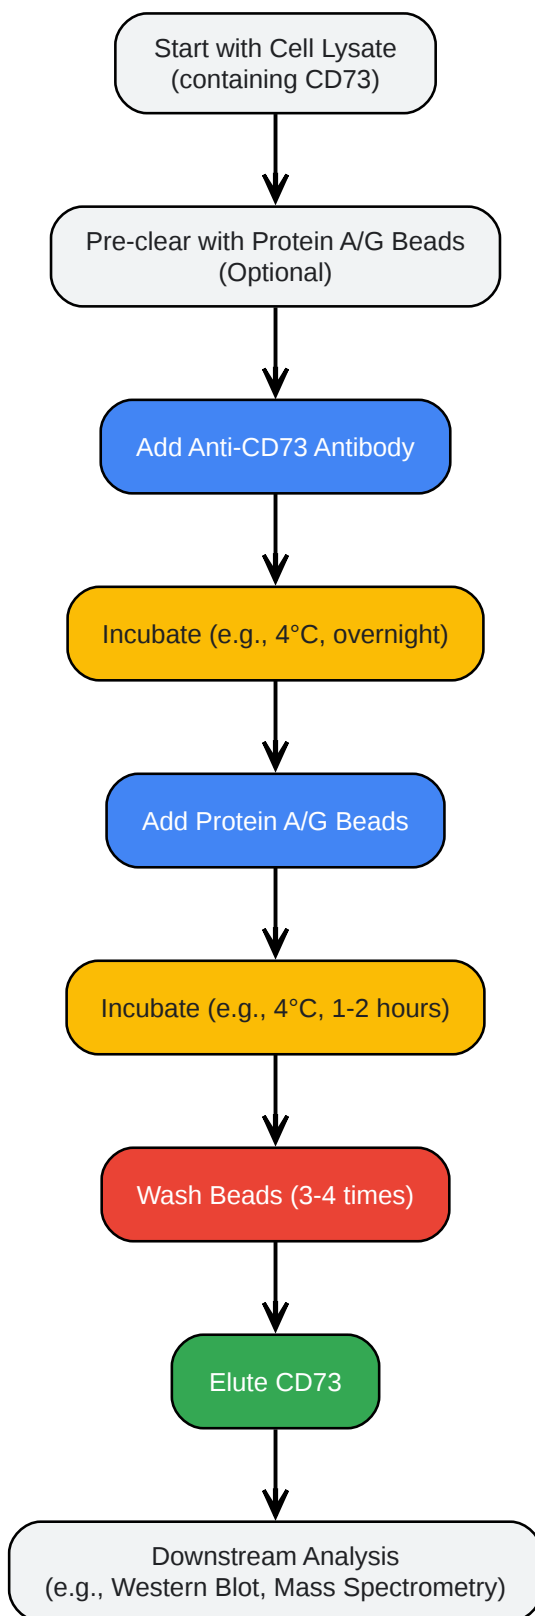 Start with Cell Lysate
(containing CD73)
Pre-clear with Protein A/G Beads
(Optional)
Add Anti-CD73 Antibody
Incubate (e.g., 4°C, overnight)
Add Protein A/G Beads
Incubate (e.g., 4°C, 1-2 hours)
Wash Beads (3-4 times)
Elute CD73
Downstream Analysis
(e.g., Western Blot, Mass Spectrometry)